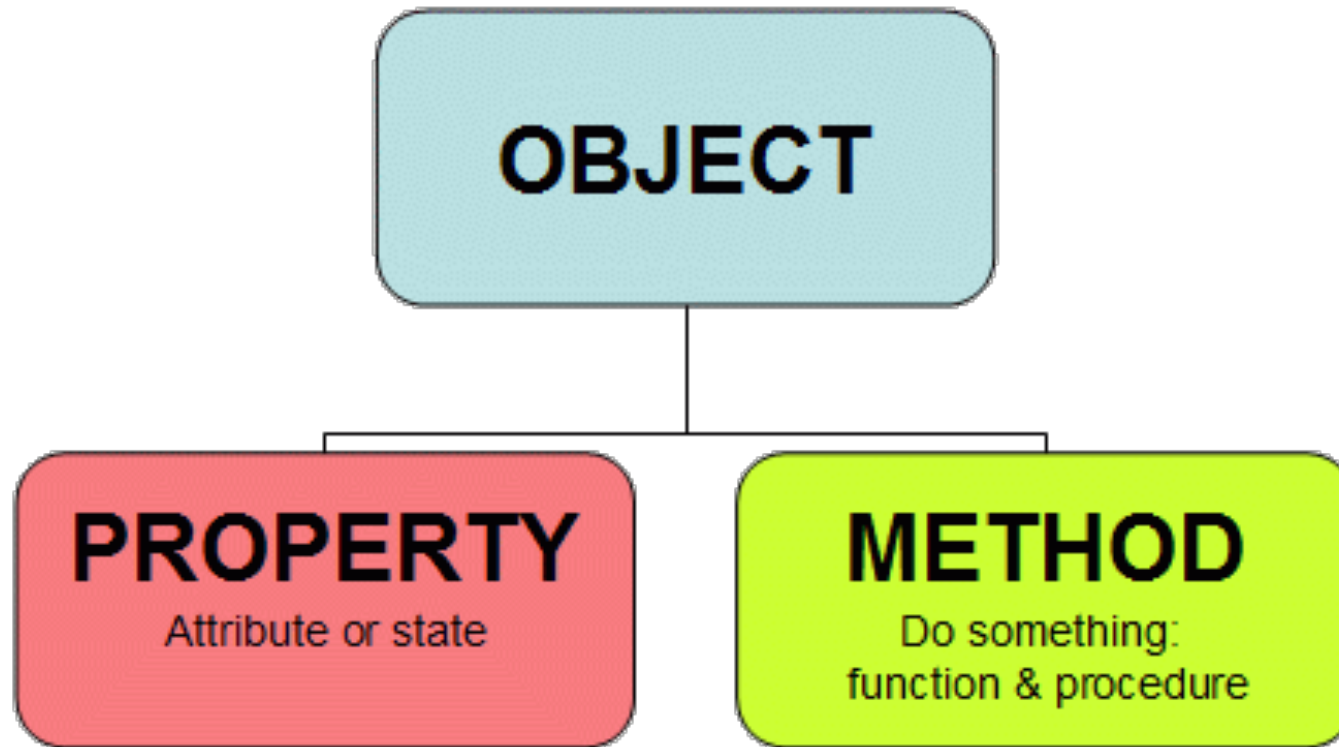 OBJECT
PROPERTY
Attribute or state
METHOD
Do something:
function & procedure